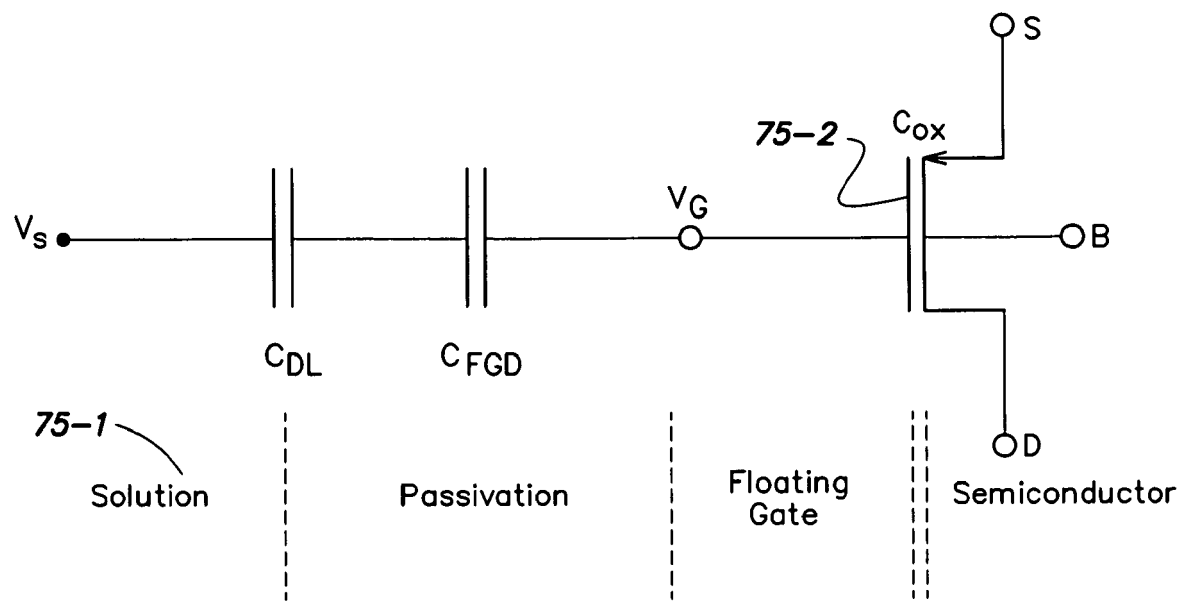 S
C_OX
75-2
V_G
V_S
B
C_DL
C_FGD
75-1
D
Solution
Passivation
Floating
Gate
Semiconductor